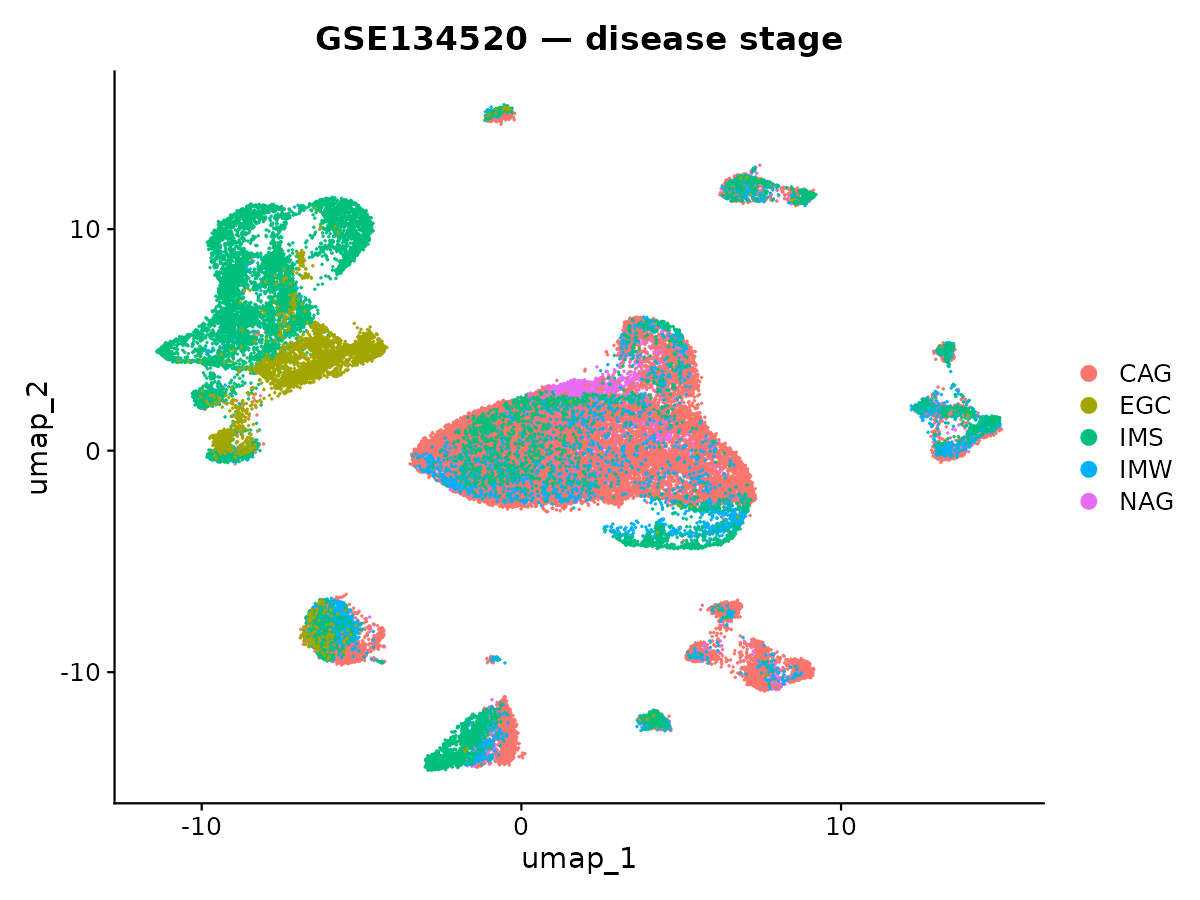 GSE134520 — disease stage
umap_2
10
0
-10
-10
0
10
umap_1
CAG
EGC
IMS
IMW
NAG